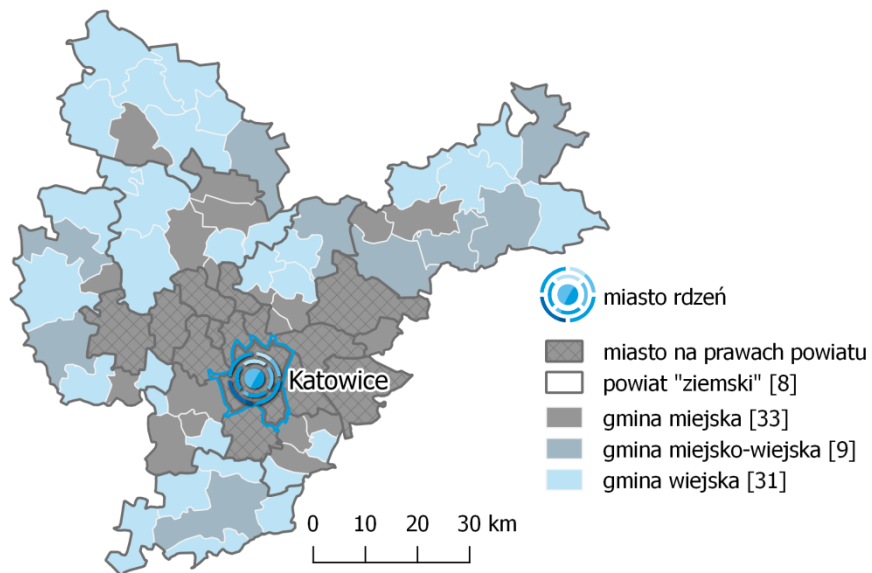 miasto rdzeń
miasto na prawach powiatu
Katowice
powiat "ziemski" [8]
gmina miejska [33]
gmina miejsko-wiejska [9]
gmina wiejska [31]
0 10 20 30 km